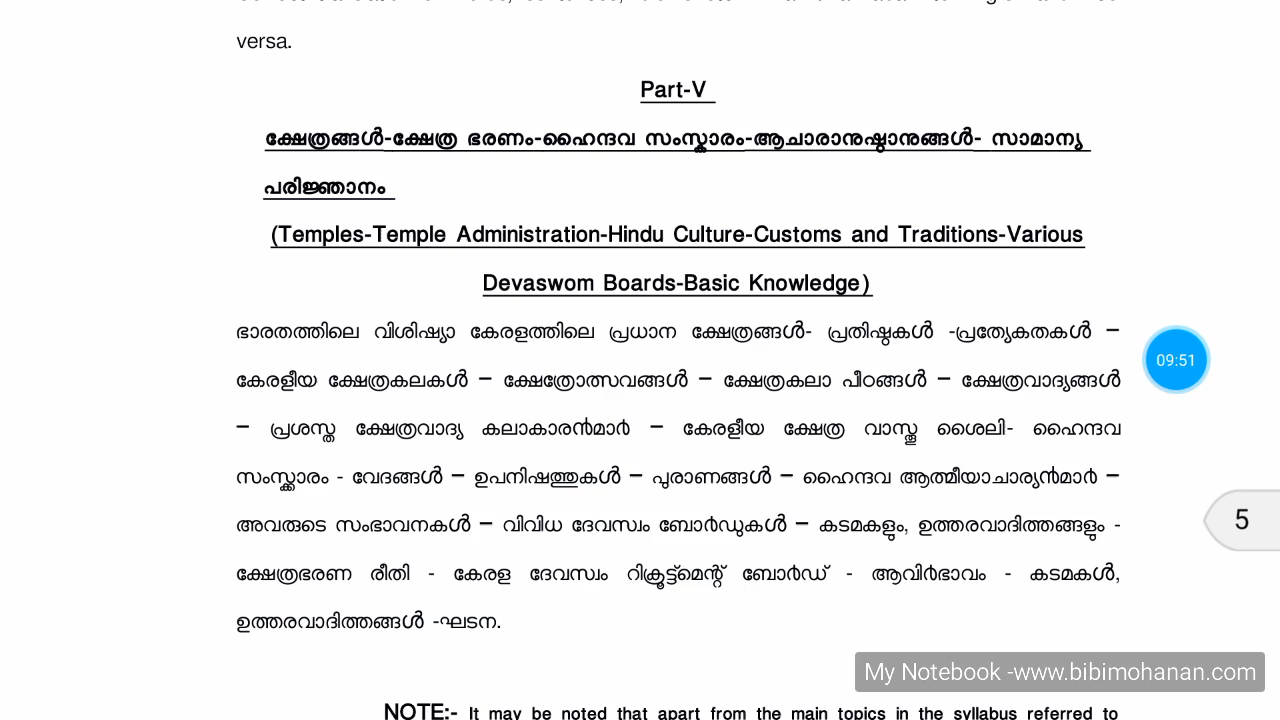 versa.
Part-V
ക്ഷേത്രങ്ങൾ-ക്ഷേത്ര ഭരണം-ഹൈന്ദവ സംസ്കാരം-ആചാരാനുഷ്ഠാനുങ്ങൾ- സാമാന്യ
പരിജ്ഞാനം
(Temples-Temple Administration-Hindu Culture-Customs and Traditions-Various
Devaswom Boards-Basic Knowledge)
ഭാരതത്തിലെ വിശിഷ്യാ കേരളത്തിലെ പ്രധാന ക്ഷേത്രങ്ങൾ- പ്രതിഷ്ഠകൾ -പ്രത്യേകതകൾ –
കേരളീയ ക്ഷേത്രകലകൾ – ക്ഷേത്രോത്സവങ്ങൾ – ക്ഷേത്രകലാ പീഠങ്ങൾ – ക്ഷേത്രവാദ്യങ്ങൾ
09:51
– പ്രശസ്ത ക്ഷേത്രവാദ്യ കലാകാരൻമാർ – കേരളീയ ക്ഷേത്ര വാസ്തൂ ശൈലി- ഹൈന്ദവ
സംസ്ക്കാരം - വേദങ്ങൾ – ഉപനിഷത്തുകൾ – പുരാണങ്ങൾ – ഹൈന്ദവ ആത്മീയാചാര്യൻമാർ –
അവരുടെ സംഭാവനകൾ – വിവിധ ദേവസ്വം ബോർഡുകൾ – കടമകളും, ഉത്തരവാദിത്തങ്ങളും -
5
ക്ഷേത്രഭരണ രീതി - കേരള ദേവസ്വം റിക്രൂട്ട്മെന്റ് ബോർഡ് - ആവിർഭാവം - കടമകൾ,
ഉത്തരവാദിത്തങ്ങൾ -ഘടന.
My Notebook -www.bibimohanan.com
NOTE:- It may be noted that apart from the main topics in the syllabus referred to